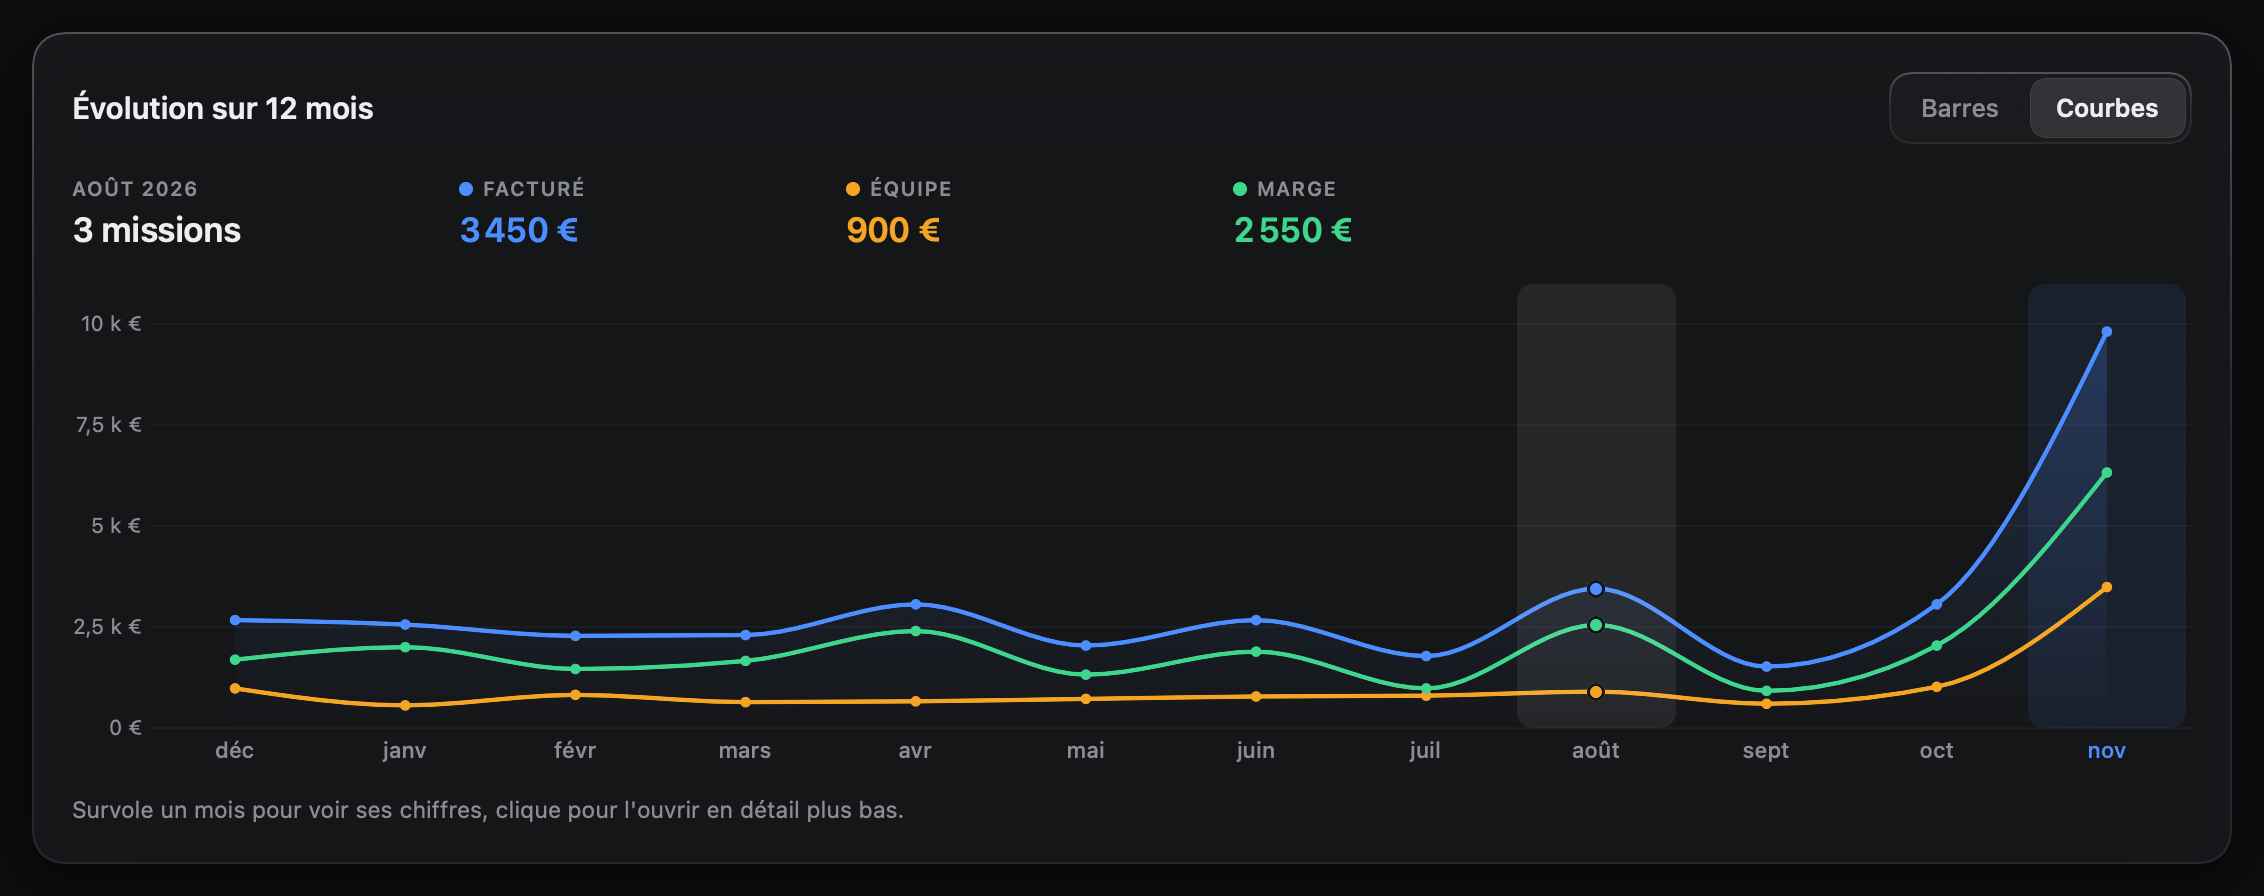 Évolution sur 12 mois
Barres Courbes
AOÛT 2026 FACTURÉ ÉQUIPE MARGE
3 missions 3 450 € 900 € 2 550 €
10 k €
7,5 k €
5 k €
2,5 k €
0 €
déc janv févr mars avr mai juin juil août sept oct nov
Survole un mois pour voir ses chiffres, clique pour l'ouvrir en détail plus bas.